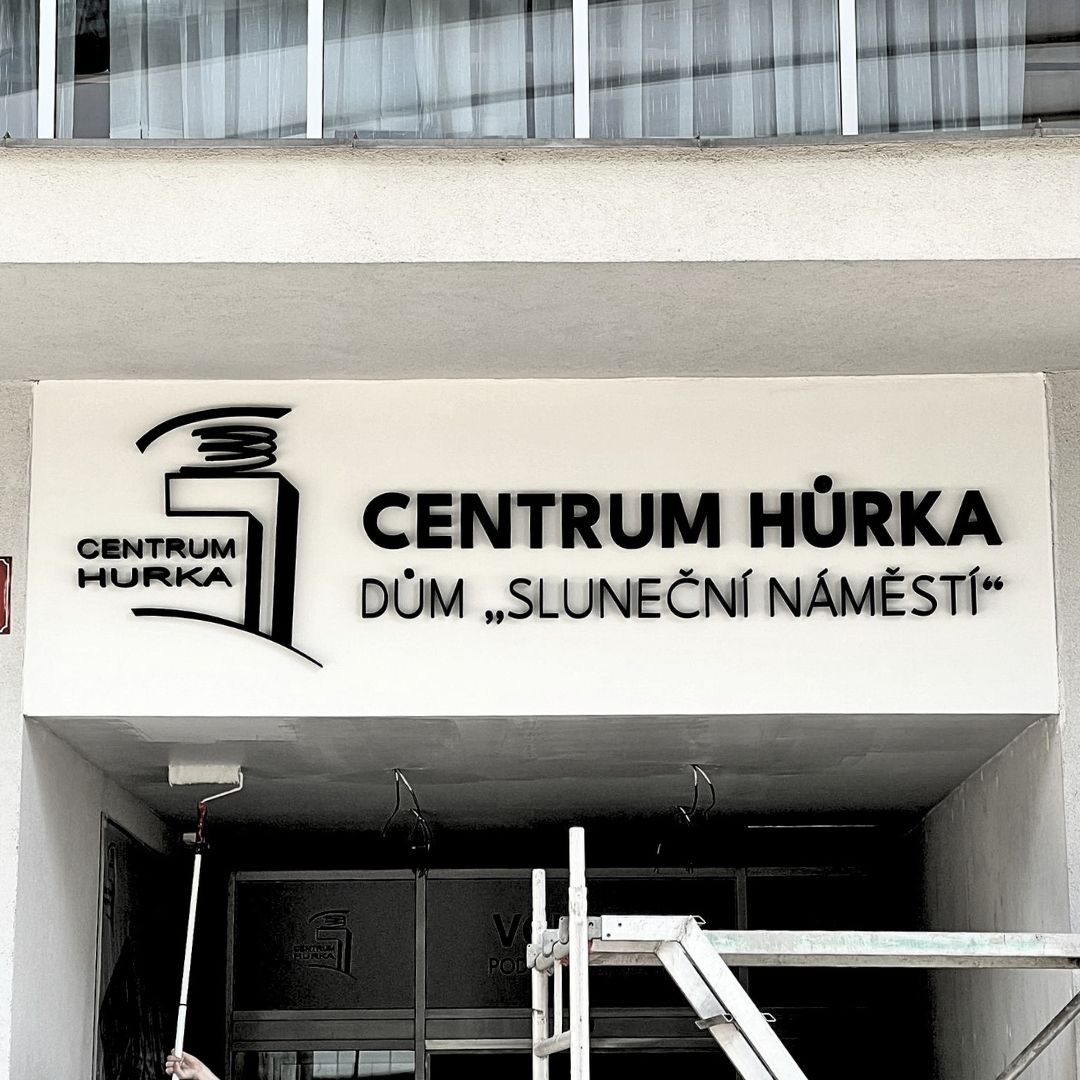 CENTRUM
HURKA
CENTRUM HŮRKA
DŮM „SLUNEČNÍ NÁMĚSTÍ“
CENTRUM
HURKA